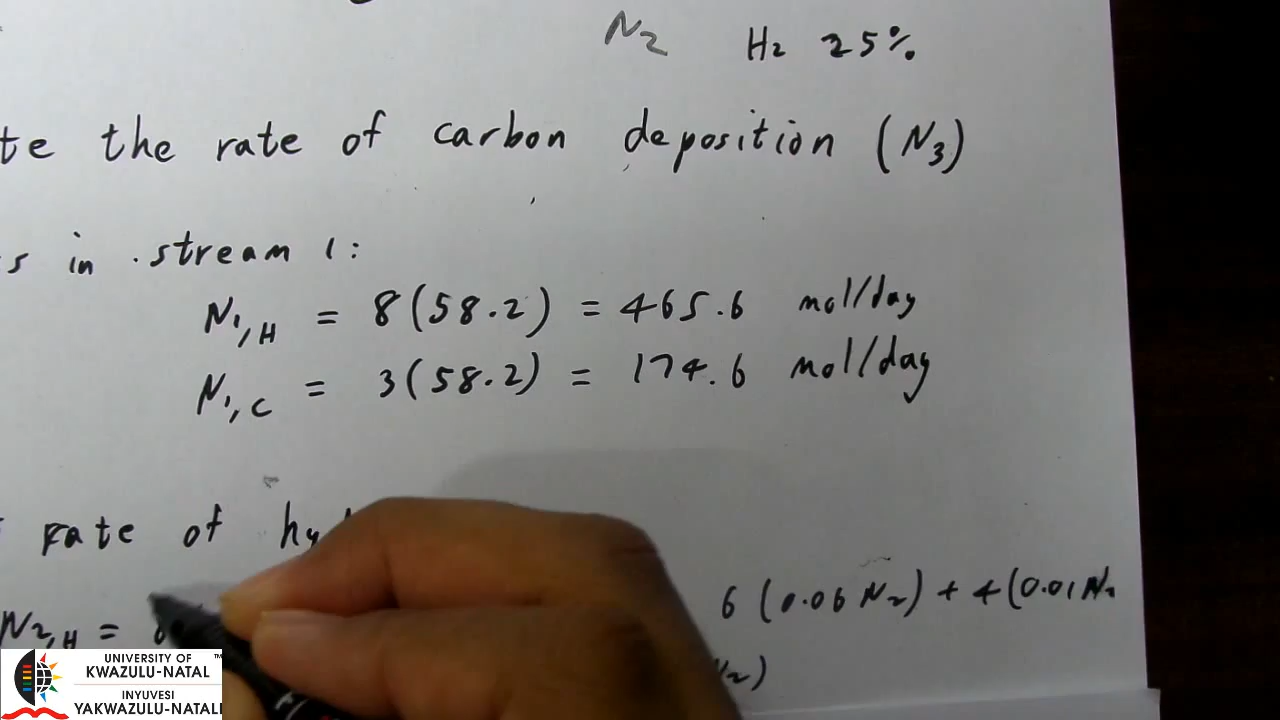 N2 H2 25%
te the rate of carbon deposition (N3)
s in stream 1:
N1,H = 8(58.2) = 465.6 mol/day
N1,C = 3(58.2) = 174.6 mol/day
rate of hy
N2,H = 6 (0.06 N2) + 4(0.01 N2
N2)
UNIVERSITY OF ™
KWAZULU-NATAL
INYUVESI
YAKWAZULU-NATALI